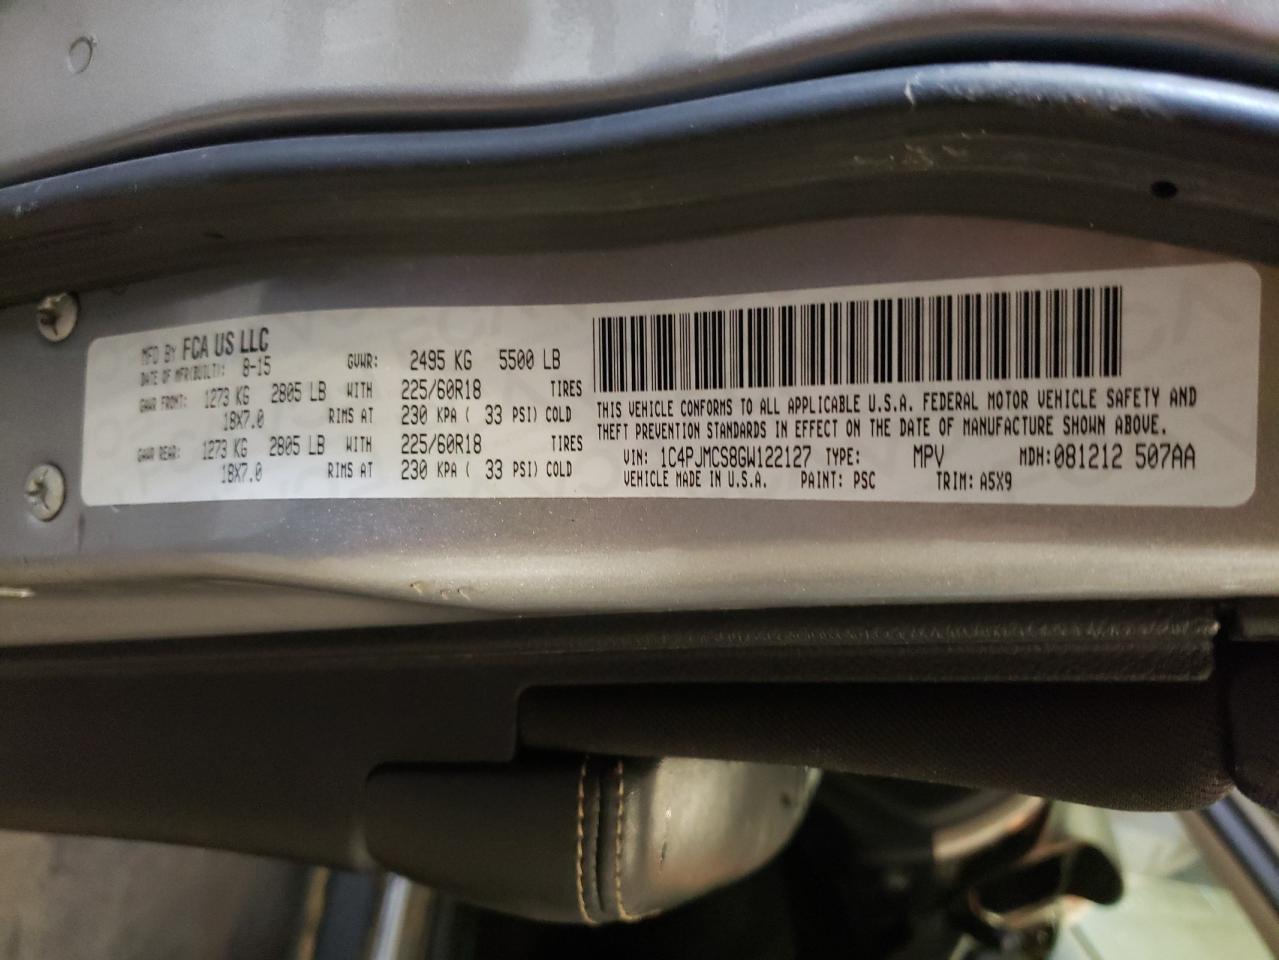 MFD BY FCA US LLC
DATE OF MFR(BUILT): 8-15 GVWR: 2495 KG 5500 LB
GAWR FRONT: 1273 KG 2805 LB WITH 225/60R18 TIRES
18X7.0 RIMS AT 230 KPA ( 33 PSI) COLD
GAWR REAR: 1273 KG 2805 LB WITH 225/60R18 TIRES
18X7.0 RIMS AT 230 KPA ( 33 PSI) COLD
THIS VEHICLE CONFORMS TO ALL APPLICABLE U.S.A. FEDERAL MOTOR VEHICLE SAFETY AND
THEFT PREVENTION STANDARDS IN EFFECT ON THE DATE OF MANUFACTURE SHOWN ABOVE.
VIN: 1C4PJMCS8GW122127 TYPE: MPV MDH: 081212 507AA
VEHICLE MADE IN U.S.A. PAINT: PSC TRIM: A5X9